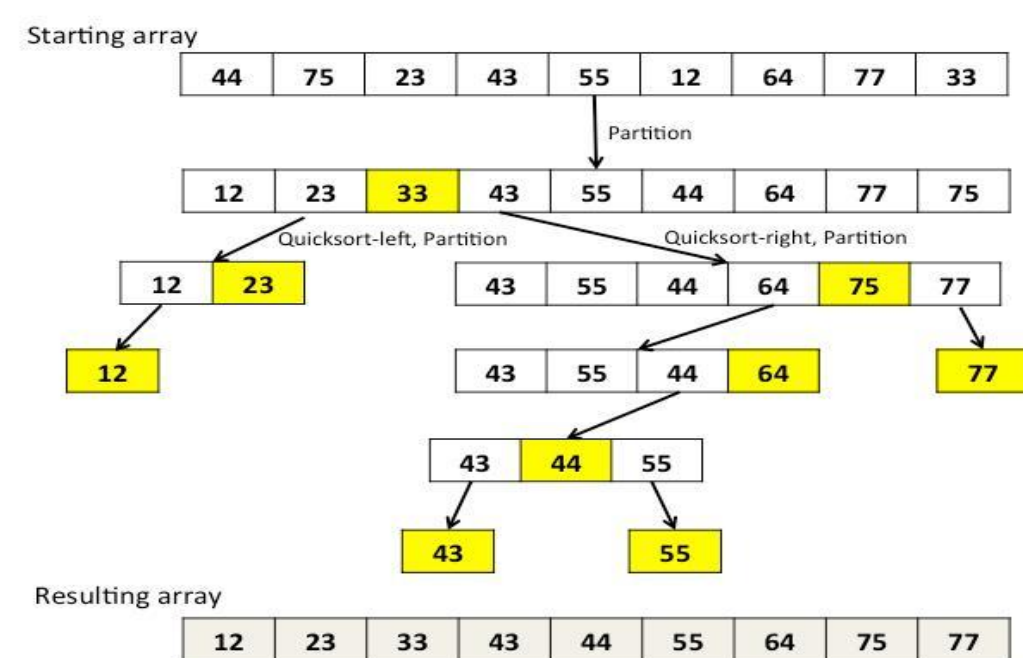 Starting array
44 75 23 43 55 12 64 77 33
Partition
12 23 33 43 55 44 64 77 75
Quicksort-left, Partition Quicksort-right, Partition
12 23 43 55 44 64 75 77
12 43 55 44 64 77
43 44 55
43 55
Resulting array
12 23 33 43 44 55 64 75 77